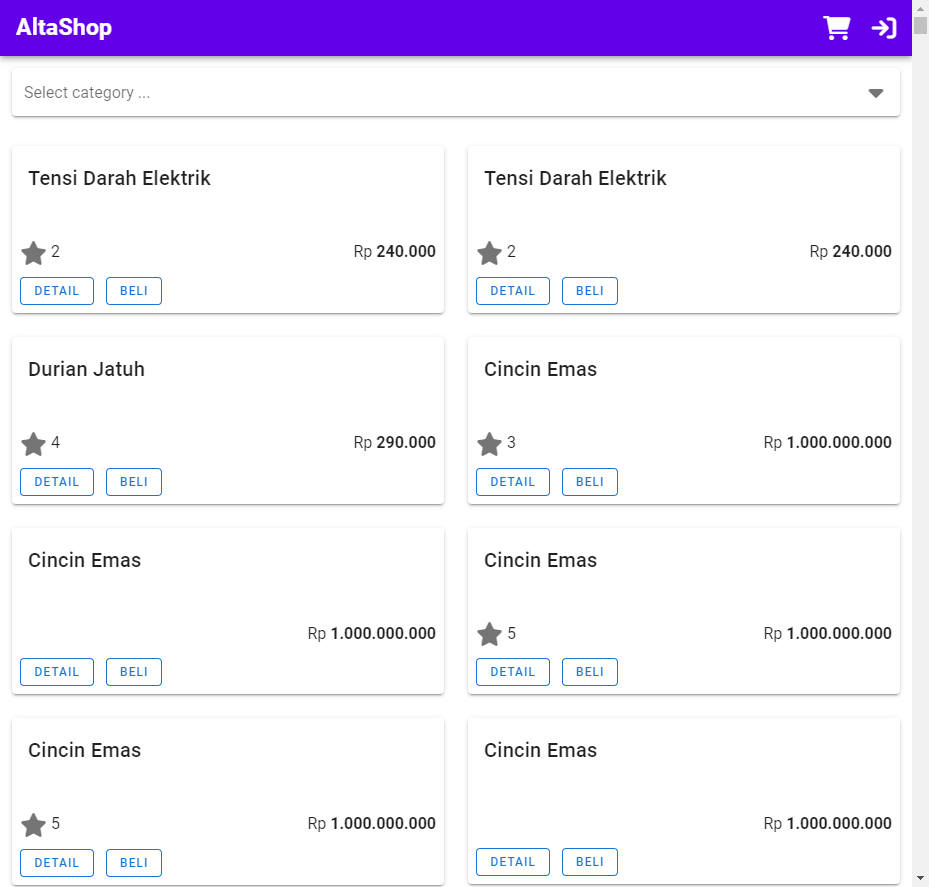 AltaShop
Select category ...
Tensi Darah Elektrik
2 Rp 240.000
DETAIL BELI
Tensi Darah Elektrik
2 Rp 240.000
DETAIL BELI
Durian Jatuh
4 Rp 290.000
DETAIL BELI
Cincin Emas
3 Rp 1.000.000.000
DETAIL BELI
Cincin Emas
Rp 1.000.000.000
DETAIL BELI
Cincin Emas
5 Rp 1.000.000.000
DETAIL BELI
Cincin Emas
5 Rp 1.000.000.000
DETAIL BELI
Cincin Emas
Rp 1.000.000.000
DETAIL BELI